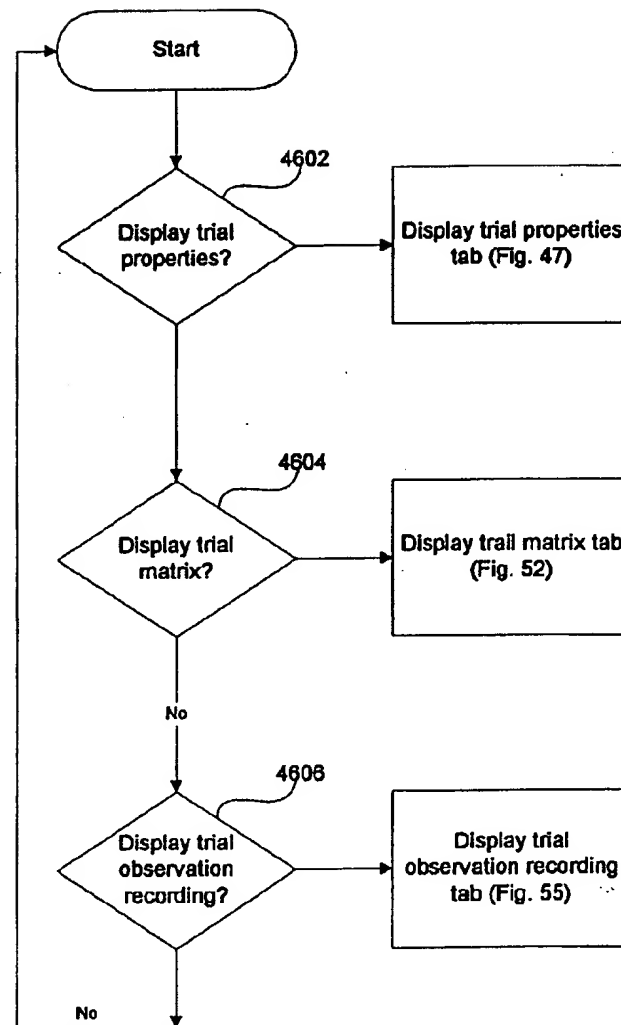 Start
4602
Display trial
properties?
Display trial properties
tab (Fig. 47)
4604
Display trial
matrix?
Display trail matrix tab
(Fig. 52)
No
4606
Display trial
observation
recording?
Display trial
observation recording
tab (Fig. 55)
No